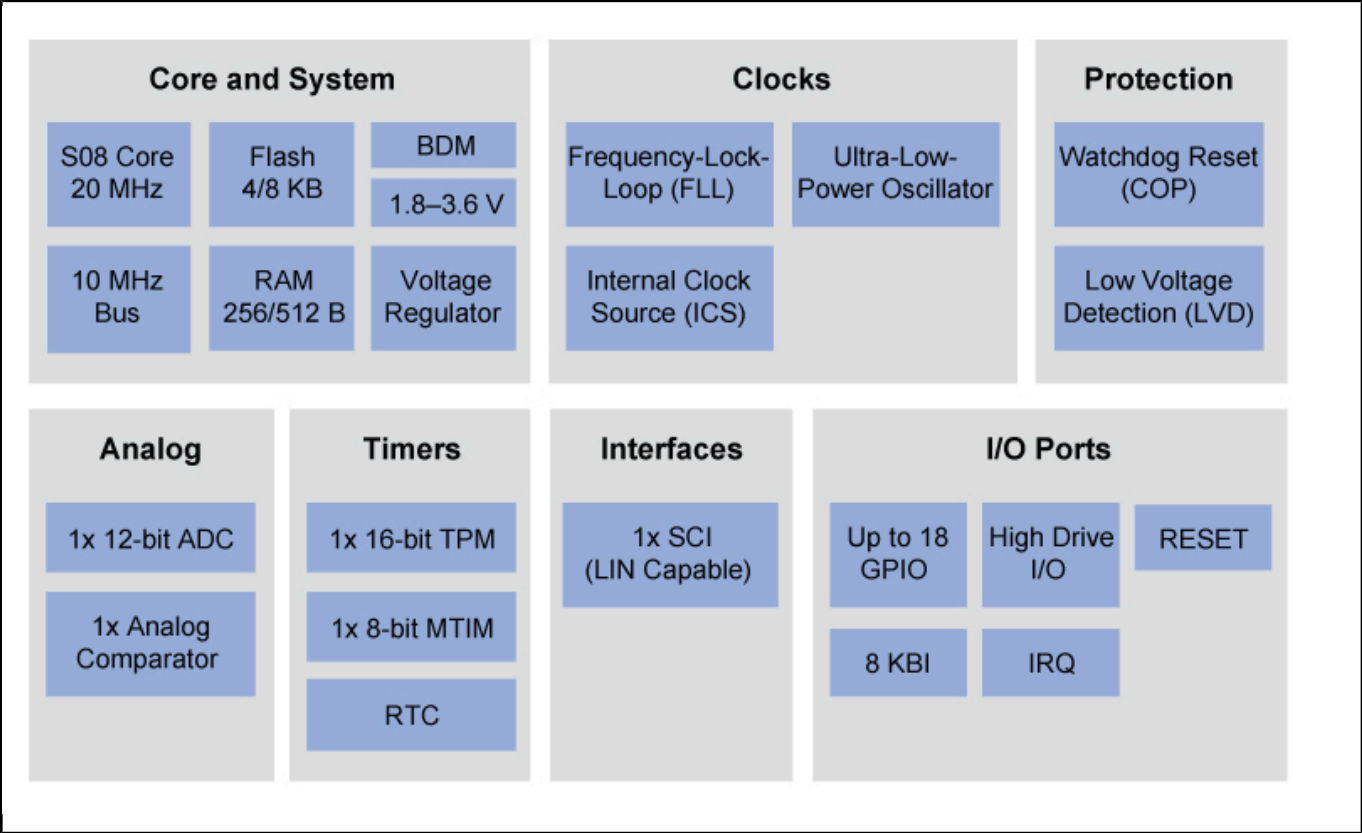 Core and System
S08 Core
20 MHz
Flash
4/8 KB
BDM
1.8–3.6 V
10 MHz
Bus
RAM
256/512 B
Voltage
Regulator
Clocks
Frequency-Lock-
Loop (FLL)
Ultra-Low-
Power Oscillator
Internal Clock
Source (ICS)
Protection
Watchdog Reset
(COP)
Low Voltage
Detection (LVD)
Analog
1x 12-bit ADC
1x Analog
Comparator
Timers
1x 16-bit TPM
1x 8-bit MTIM
RTC
Interfaces
1x SCI
(LIN Capable)
I/O Ports
Up to 18
GPIO
High Drive
I/O
RESET
8 KBI
IRQ